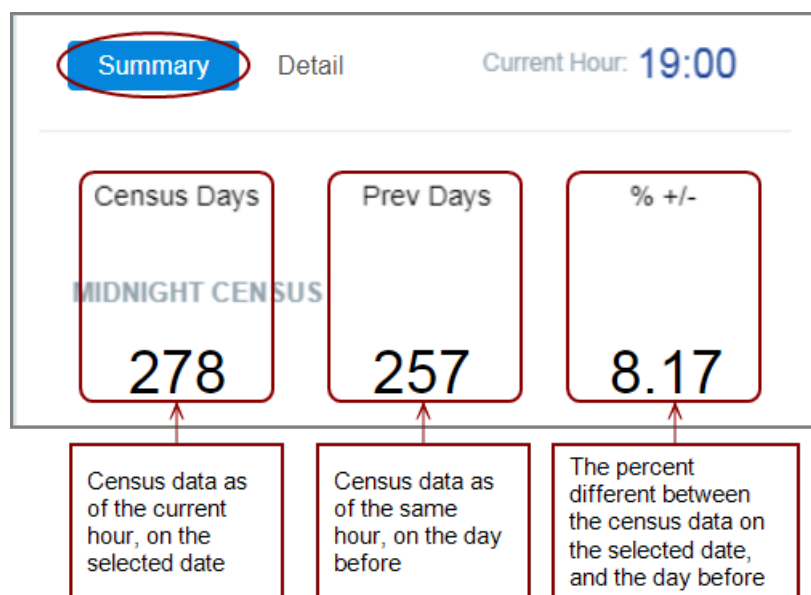 Summary Detail Current Hour: 19:00
Census Days Prev Days % +/-
MIDNIGHT CENSUS
278 257 8.17
Census data as
of the current
hour, on the
selected date
Census data as
of the same
hour, on the day
before
The percent
different between
the census data on
the selected date,
and the day before